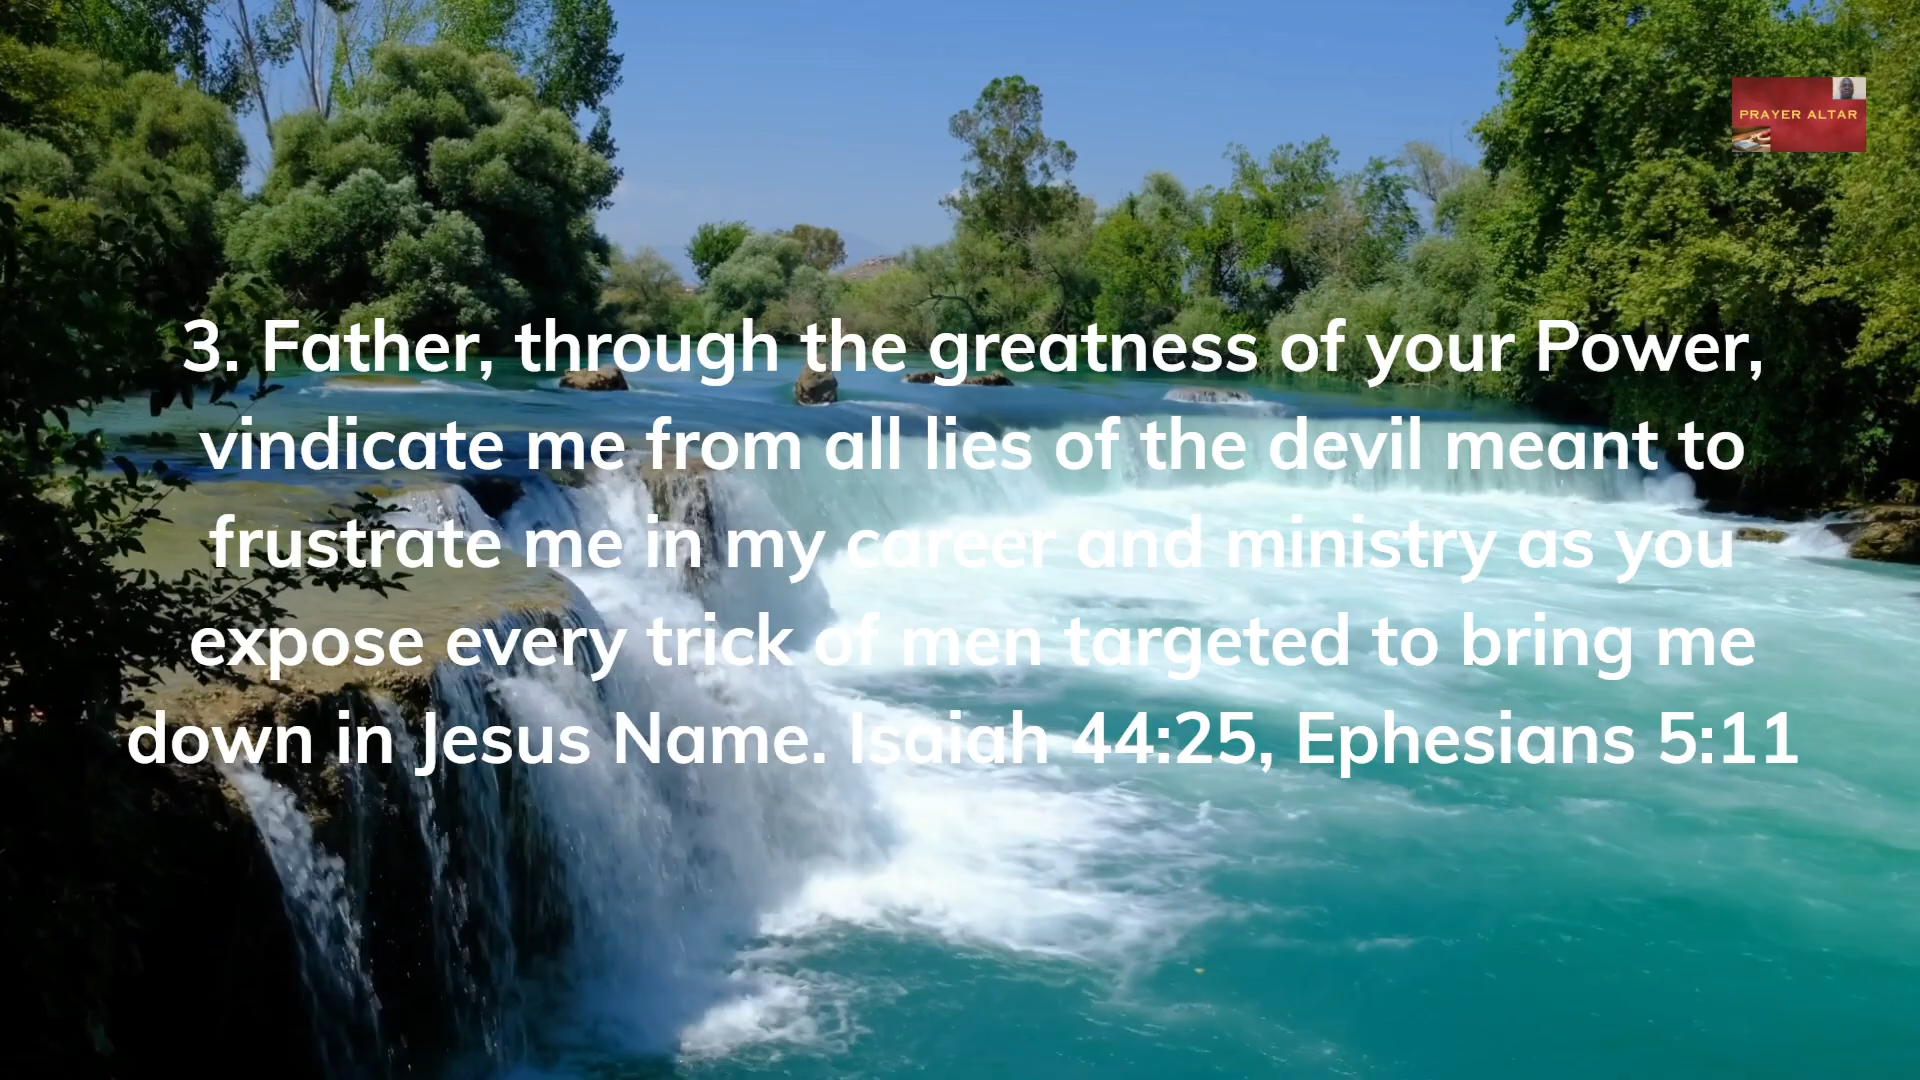 PRAYER ALTAR
3. Father, through the greatness of your Power,
vindicate me from all lies of the devil meant to
frustrate me in my career and ministry as you
expose every trick of men targeted to bring me
down in Jesus Name. Isaiah 44:25, Ephesians 5:11